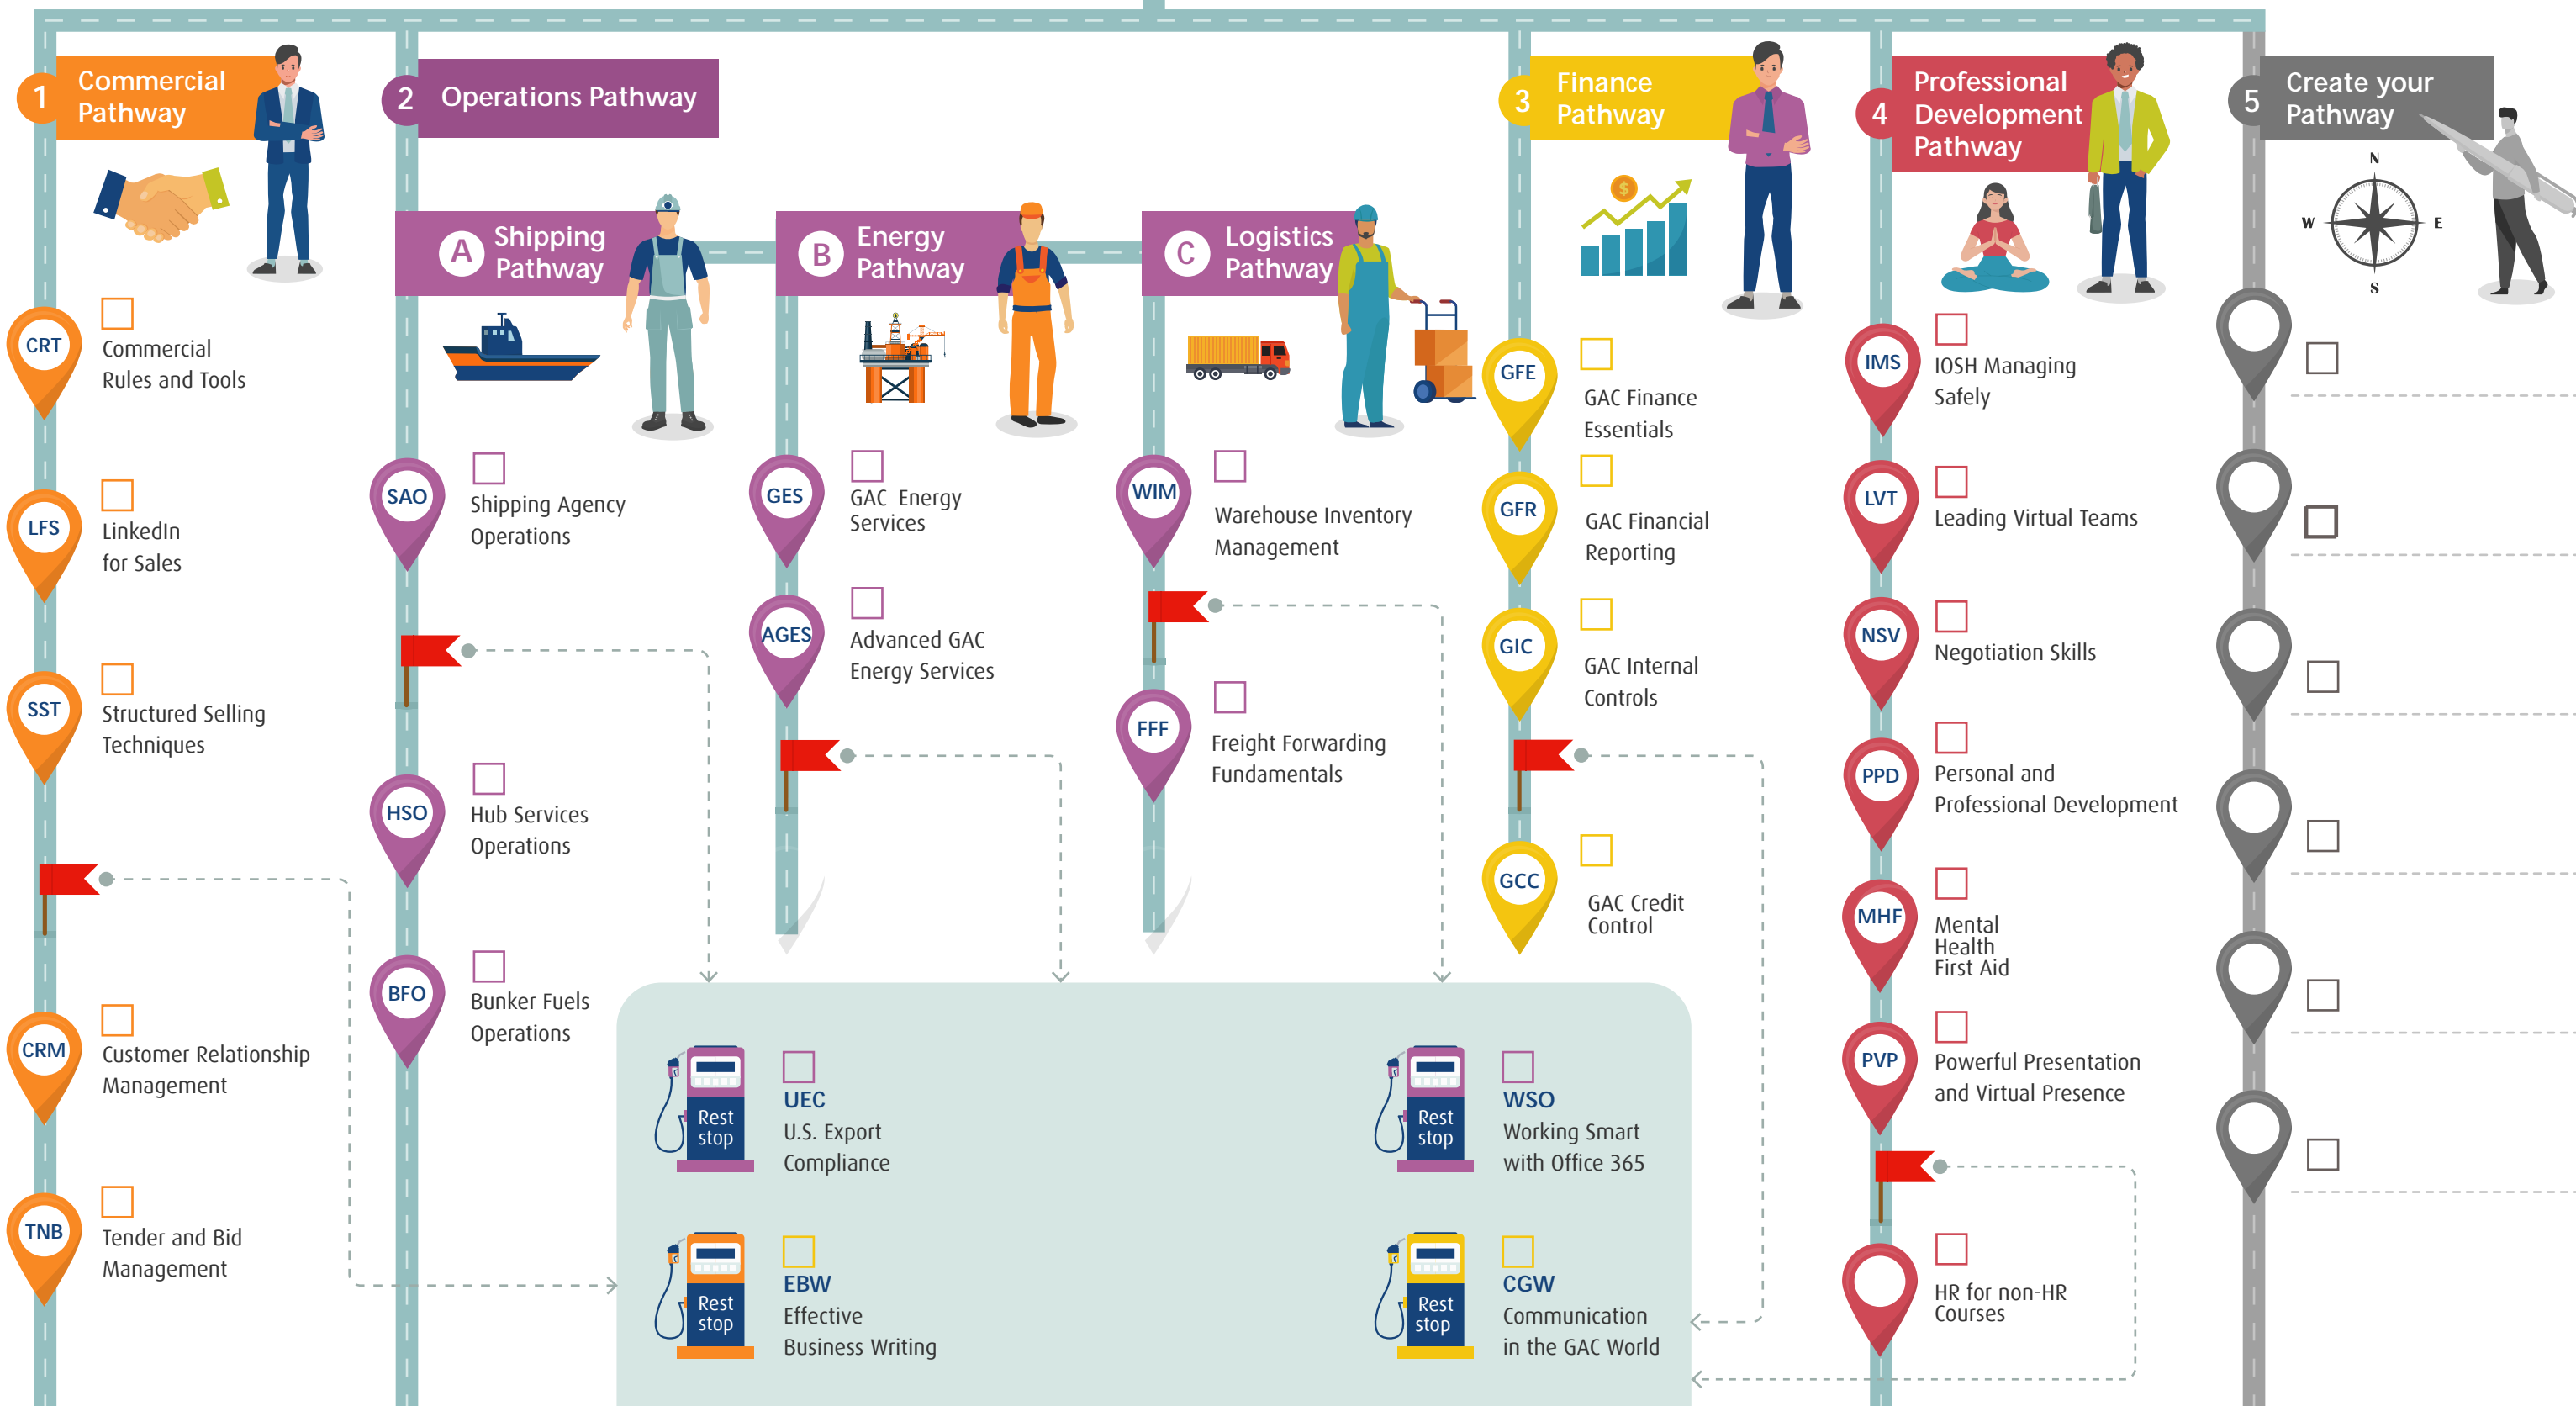 1
Commercial
Pathway
CRT
Commercial
Rules and Tools
LFS
LinkedIn
for Sales
SST
Structured Selling
Techniques
CRM
Customer Relationship
Management
TNB
Tender and Bid
Management
2
Operations Pathway
A
Shipping
Pathway
SAO
Shipping Agency
Operations
HSO
Hub Services
Operations
BFO
Bunker Fuels
Operations
B
Energy
Pathway
GES
GAC Energy
Services
AGES
Advanced GAC
Energy Services
C
Logistics
Pathway
WIM
Warehouse Inventory
Management
FFF
Freight Forwarding
Fundamentals
3
Finance
Pathway
$
GFE
GAC Finance
Essentials
GFR
GAC Financial
Reporting
GIC
GAC Internal
Controls
GCC
GAC Credit
Control
4
Professional
Development
Pathway
IMS
IOSH Managing
Safely
LVT
Leading Virtual Teams
NSV
Negotiation Skills
PPD
Personal and
Professional Development
MHF
Mental
Health
First Aid
PVP
Powerful Presentation
and Virtual Presence
HR for non-HR
Courses
5
Create your
Pathway
N
W
E
S
Rest
stop
UEC
U.S. Export
Compliance
Rest
stop
WSO
Working Smart
with Office 365
Rest
stop
EBW
Effective
Business Writing
Rest
stop
CGW
Communication
in the GAC World